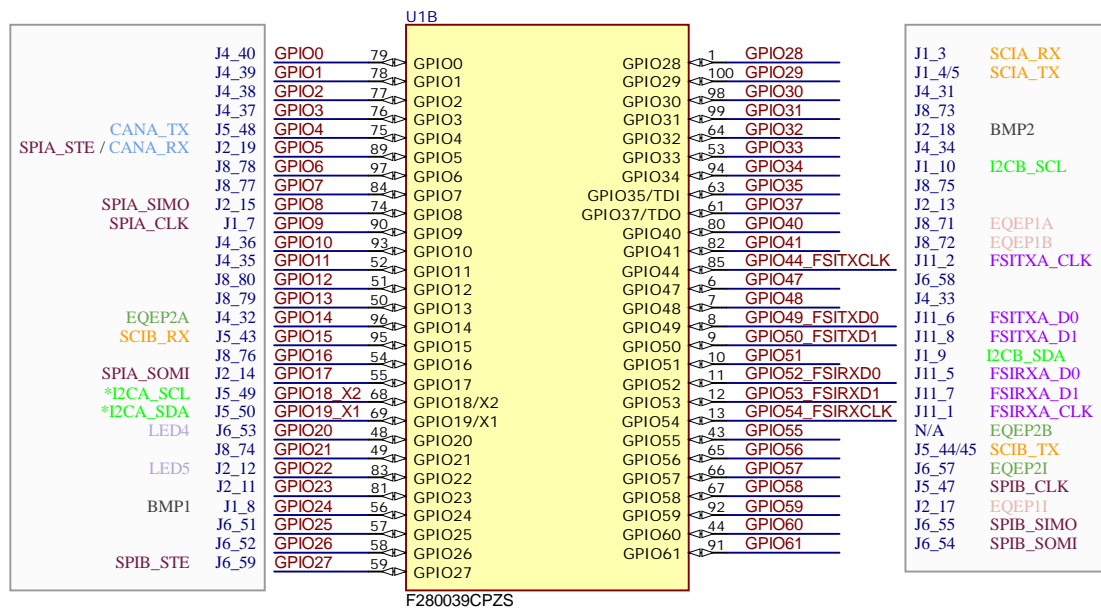 U1B
J4_40 GPIO0 79 GPIO0 GPIO28 1 GPIO28 J1_3 SCIA_RX
J4_39 GPIO1 78 GPIO1 GPIO29 100 GPIO29 J1_4/5 SCIA_TX
J4_38 GPIO2 77 GPIO2 GPIO30 98 GPIO30 J4_31
J4_37 GPIO3 76 GPIO3 GPIO31 99 GPIO31 J8_73
CANA_TX J5_48 GPIO4 75 GPIO4 GPIO32 64 GPIO32 J2_18 BMP2
SPIA_STE / CANA_RX J2_19 GPIO5 89 GPIO5 GPIO33 53 GPIO33 J4_34
J8_78 GPIO6 97 GPIO6 GPIO34 94 GPIO34 J1_10 I2CB_SCL
J8_77 GPIO7 84 GPIO7 GPIO35/TDI 63 GPIO35 J8_75
SPIA_SIMO J2_15 GPIO8 74 GPIO8 GPIO37/TDO 61 GPIO37 J2_13
SPIA_CLK J1_7 GPIO9 90 GPIO9 GPIO40 80 GPIO40 J8_71 EQEP1A
J4_36 GPIO10 93 GPIO10 GPIO41 82 GPIO41 J8_72 EQEP1B
J4_35 GPIO11 52 GPIO11 GPIO44 85 GPIO44_FSITXCLK J11_2 FSITXA_CLK
J8_80 GPIO12 51 GPIO12 GPIO47 6 GPIO47 J6_58
J8_79 GPIO13 50 GPIO13 GPIO48 7 GPIO48 J4_33
EQEP2A J4_32 GPIO14 96 GPIO14 GPIO49 8 GPIO49_FSITXD0 J11_6 FSITXA_D0
SCIB_RX J5_43 GPIO15 95 GPIO15 GPIO50 9 GPIO50_FSITXD1 J11_8 FSITXA_D1
J8_76 GPIO16 54 GPIO16 GPIO51 10 GPIO51 J1_9 I2CB_SDA
SPIA_SOMI J2_14 GPIO17 55 GPIO17 GPIO52 11 GPIO52_FSIRXD0 J11_5 FSIRXA_D0
*I2CA_SCL J5_49 GPIO18_X2 68 GPIO18/X2 GPIO53 12 GPIO53_FSIRXD1 J11_7 FSIRXA_D1
*I2CA_SDA J5_50 GPIO19_X1 69 GPIO19/X1 GPIO54 13 GPIO54_FSIRXCLK J11_1 FSIRXA_CLK
LED4 J6_53 GPIO20 48 GPIO20 GPIO55 43 GPIO55 N/A EQEP2B
J8_74 GPIO21 49 GPIO21 GPIO56 65 GPIO56 J5_44/45 SCIB_TX
LED5 J2_12 GPIO22 83 GPIO22 GPIO57 66 GPIO57 J6_57 EQEP2I
J2_11 GPIO23 81 GPIO23 GPIO58 67 GPIO58 J5_47 SPIB_CLK
BMP1 J1_8 GPIO24 56 GPIO24 GPIO59 92 GPIO59 J2_17 EQEP1I
J6_51 GPIO25 57 GPIO25 GPIO60 44 GPIO60 J6_55 SPIB_SIMO
J6_52 GPIO26 58 GPIO26 GPIO61 91 GPIO61 J6_54 SPIB_SOMI
SPIB_STE J6_59 GPIO27 59 GPIO27
F280039CPZS